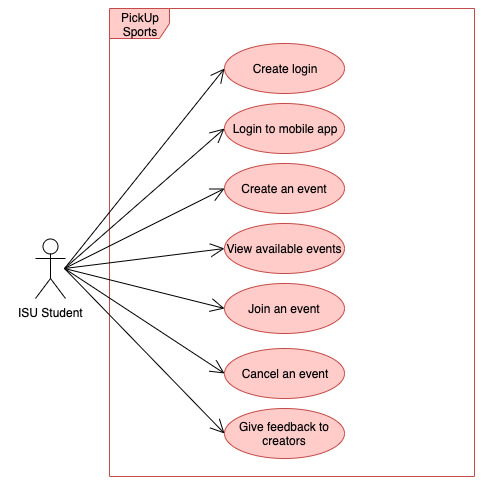 PickUp
Sports
Create login
Login to mobile app
Create an event
View available events
ISU Student
Join an event
Cancel an event
Give feedback to
creators